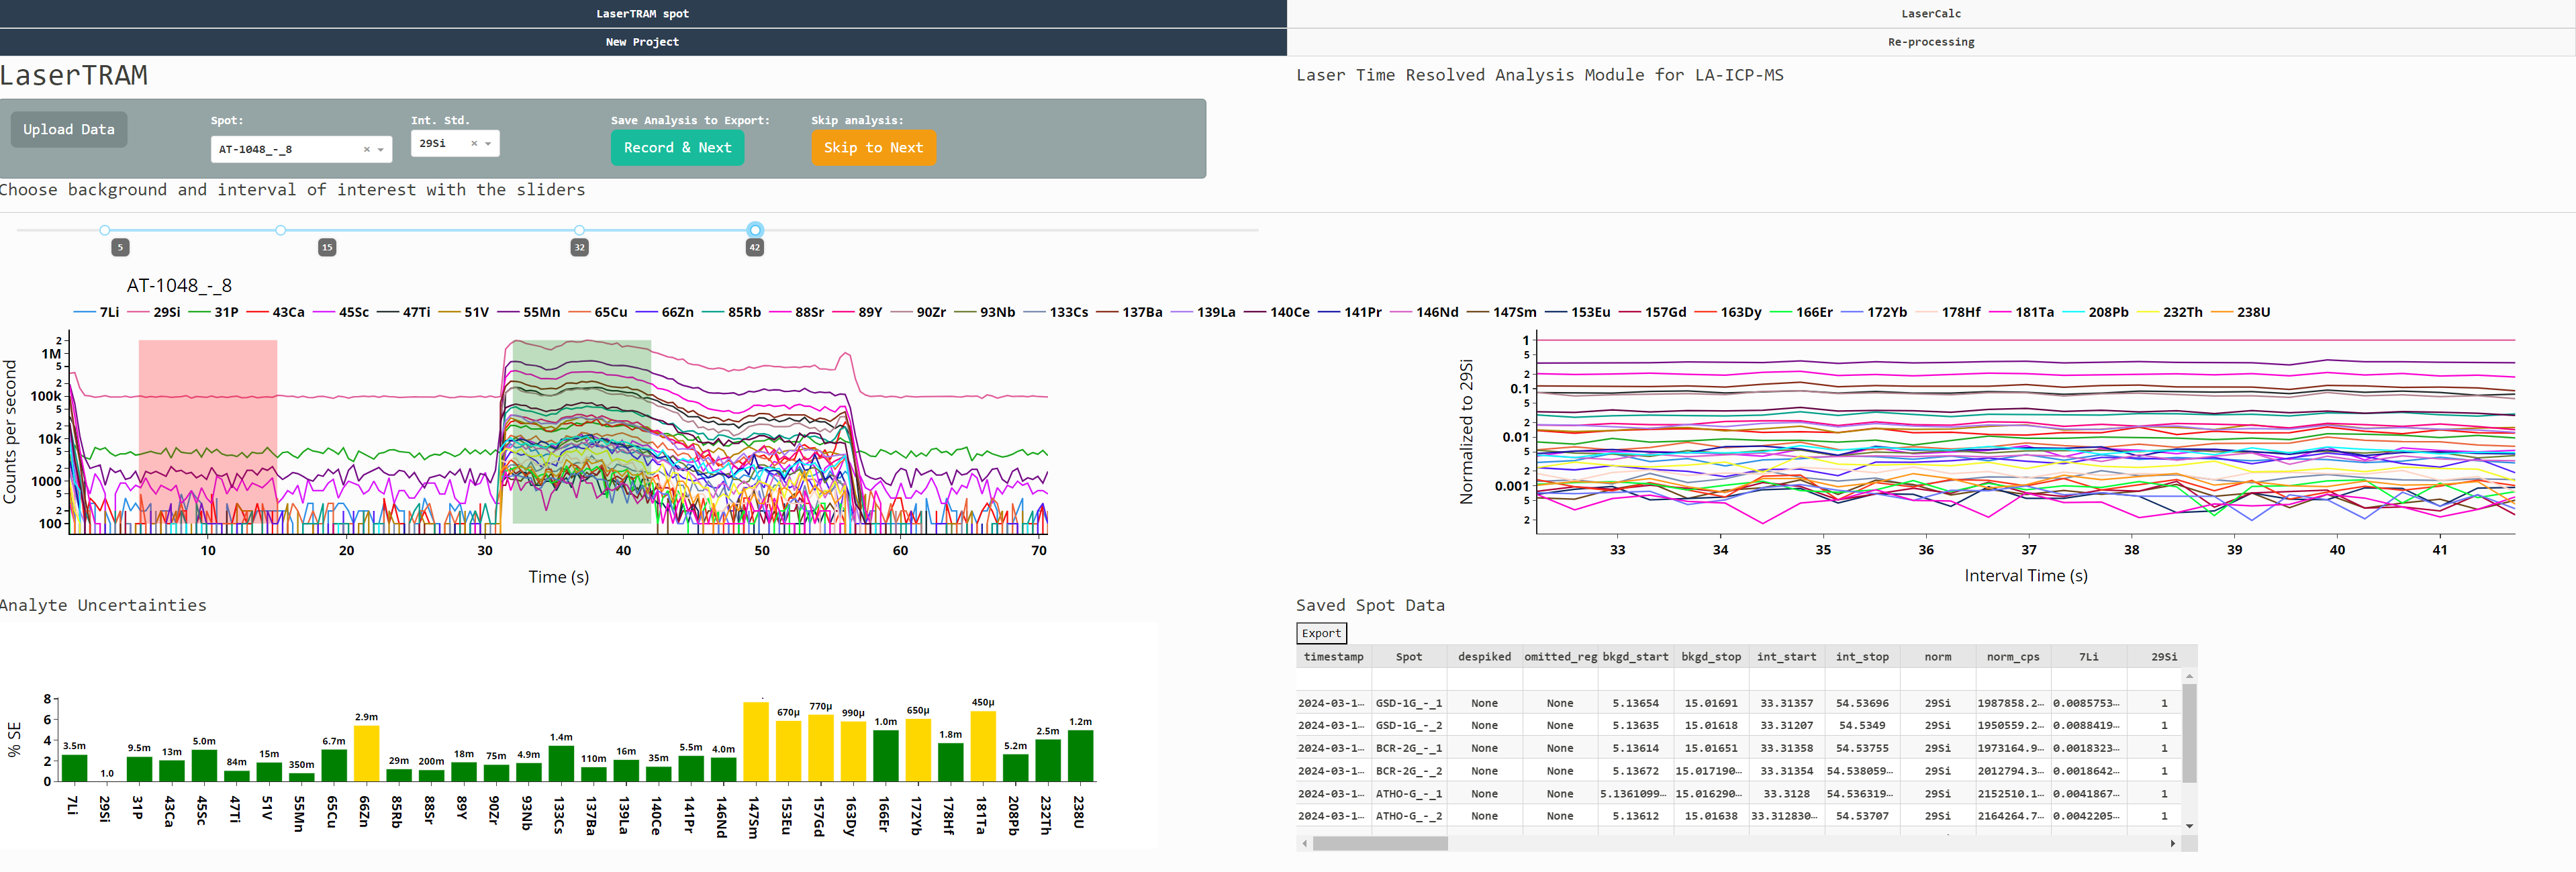 LaserTRAM spot
LaserCalc
New Project
Re-processing
LaserTRAM
Laser Time Resolved Analysis Module for LA-ICP-MS
Upload Data
Spot:
AT-1048_-_8
Int. Std.
29Si
Save Analysis to Export:
Record & Next
Skip analysis:
Skip to Next
Choose background and interval of interest with the sliders
5 15 32 42
AT-1048_-_8
7Li 29Si 31P 43Ca 45Sc 47Ti 51V 55Mn 65Cu 66Zn 85Rb 88Sr 89Y 90Zr 93Nb 133Cs 137Ba 139La 140Ce 141Pr 146Nd 147Sm 153Eu 157Gd 163Dy 166Er 172Yb 178Hf 181Ta 208Pb 232Th 238U
Counts per second
2
1M
5
2
100k
5
2
10k
5
2
1000
5
2
100
10 20 30 40 50 60 70
Time (s)
Normalized to 29Si
1
5
2
0.1
5
2
0.01
5
2
0.001
5
2
33 34 35 36 37 38 39 40 41
Interval Time (s)
Analyte Uncertainties
% SE
8
6
4
2
0
3.5m 1.0 9.5m 13m 5.0m 84m 15m 350m 6.7m 2.9m 29m 200m 18m 75m 4.9m 1.4m 110m 16m 35m 5.5m 4.0m 670μ 770μ 990μ 1.0m 650μ 1.8m 450μ 5.2m 2.5m 1.2m
7Li 29Si 31P 43Ca 45Sc 47Ti 51V 55Mn 65Cu 66Zn 85Rb 88Sr 89Y 90Zr 93Nb 133Cs 137Ba 139La 140Ce 141Pr 146Nd 147Sm 153Eu 157Gd 163Dy 166Er 172Yb 178Hf 181Ta 208Pb 232Th 238U
Saved Spot Data
Export
timestamp Spot despiked omitted_reg bkgd_start bkgd_stop int_start int_stop norm norm_cps 7Li 29Si
2024-03-1… GSD-1G_-_1 None None 5.13654 15.01691 33.31357 54.53696 29Si 1987858.2… 0.0085753… 1
2024-03-1… GSD-1G_-_2 None None 5.13635 15.01618 33.31207 54.5349 29Si 1950559.2… 0.0088419… 1
2024-03-1… BCR-2G_-_1 None None 5.13614 15.01651 33.31358 54.53755 29Si 1973164.9… 0.0018323… 1
2024-03-1… BCR-2G_-_2 None None 5.13672 15.017190… 33.31354 54.538059… 29Si 2012794.3… 0.0018642… 1
2024-03-1… ATHO-G_-_1 None None 5.1361099… 15.016290… 33.3128 54.536319… 29Si 2152510.1… 0.0041867… 1
2024-03-1… ATHO-G_-_2 None None 5.13612 15.01638 33.312830… 54.53707 29Si 2164264.7… 0.0042205… 1